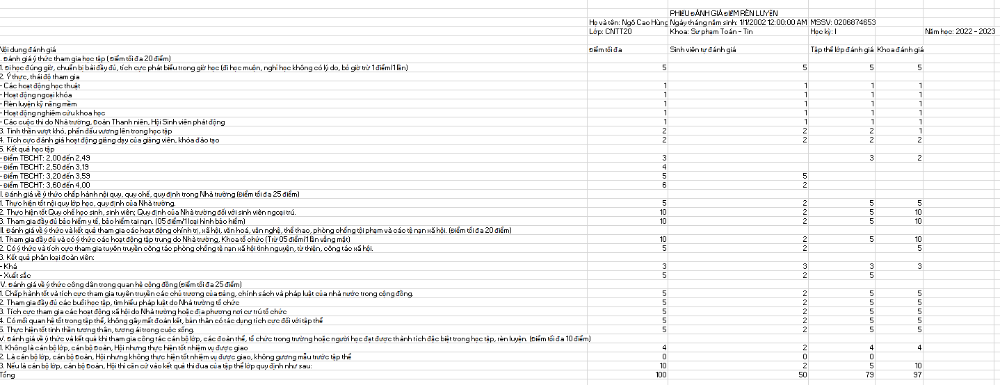 PHIẾU ĐÁNH GIÁ ĐIỂM RÈN LUYỆN
Họ và tên: Ngô Cao Hùng Ngày tháng năm sinh: 1/1/2002 12:00:00 AM MSSV: 0206874653
Lớp: CNTT20 Khoa: Sư phạm Toán - Tin Học kỳ: I Năm học: 2022 - 2023
Nội dung đánh giá Điểm tối đa Sinh viên tự đánh giá Tập thể lớp đánh giá Khoa đánh giá
. Đánh giá ý thức tham gia học tập ( Điểm tối đa 20 điểm)
1. Đi học đúng giờ, chuẩn bị bài đầy đủ, tích cực phát biểu trong giờ học (đi học muộn, nghỉ học không có lý do, bỏ giờ trừ 1 điểm/1 lần) 5 5 5 5
2. Ý thực, thái độ tham gia
- Các hoạt động học thuật 1 1 1 1
- Hoạt động ngoại khóa 1 1 1 1
- Rèn luyện kỹ năng mềm 1 1 1 1
- Hoạt động nghiêm cứu khoa học 1 1 1 1
- Các cuộc thi do Nhà trường, Đoàn Thanh niên, Hội Sinh viên phát động 1 1 1 1
3. Tinh thần vượt khó, phấn đấu vương lên trong học tập 2 2 2 1
4. Tích cực đánh giá hoạt động giảng dạy của giảng viên, khóa đào tạo 2 2 2 2
5. Kết quả học tập
- Điểm TBCHT: 2,00 đến 2,49 3 3 2
- Điểm TBCHT: 2,50 đến 3,19 4
- Điểm TBCHT: 3,20 đến 3,59 5 5
- Điểm TBCHT: 3,60 đến 4,00 6 2
I. Đánh giá về ý thức chấp hành nội quy, quy chế, quy định trong Nhà trường (Điểm tối đa 25 điểm)
1. Thực hiện tốt nội quy lớp học, quy định của Nhà trường. 5 2 5 5
2. Thực hiện tốt Quy chế học sinh, sinh viên; Quy định của Nhà trường đối với sinh viên ngoại trú. 10 2 5 10
3. Tham gia đầy đủ bảo hiểm y tế, bảo hiểm tai nạn. (05 điểm/1 loại hình bảo hiểm) 10 2 5 10
II. Đánh giá về ý thức và kết quả tham gia các hoạt động chính trị, xã hội, văn hoá, văn nghệ, thể thao, phòng chống tội phạm và các tệ nạn xã hội. (Điểm tối đa 20 điểm)
1. Tham gia đầy đủ và có ý thức các hoạt động tập trung do Nhà trường, Khoa tổ chức (Trừ 05 điểm/1 lần vắng mặt) 10 2 5 10
2. Có ý thức và tích cực tham gia tuyên truyền công tác phòng chống tệ nạn xã hội tình nguyện, từ thiện, công tác xã hội. 5 2 5
3. Kết quả phân loại đoàn viên:
- Khá 3 3 3 3
- Xuất sắc 5 2 5
V. Đánh giá về ý thức công dân trong quan hệ cộng đồng (Điểm tối đa 25 điểm)
1. Chấp hành tốt và tích cực tham gia tuyên truyền các chủ trương của Đảng, chính sách và pháp luật của nhà nước trong cộng đồng. 5 2 5 5
2. Tham gia đầy đủ các buổi học tập, tìm hiểu pháp luật do Nhà trường tổ chức 5 2 5 5
3. Tích cực tham gia các hoạt động xã hội do Nhà trường hoặc địa phương nơi cư trú tổ chức 5 2 5 5
4. Có mối quan hệ tốt trong tập thể, không gây mất đoàn kết, bản thân có tác dụng tích cực đối với tập thể 5 2 5 5
5. Thực hiện tốt tinh thần tương thân, tương ái trong cuộc sống. 5 2 5 5
V. Đánh giá về ý thức và kết quả khi tham gia công tác cán bộ lớp, các đoàn thể, tổ chức trong trường hoặc người học đạt được thành tích đặc biệt trong học tập, rèn luyện. (Điểm tối đa 10 điểm)
1. Không là cán bộ lớp, cán bộ Đoàn, Hội nhưng thực hiện tốt nhiệm vụ được giao 4 2 4 4
2. Là cán bộ lớp, cán bộ Đoàn, Hội nhưng không thực hiện tốt nhiệm vụ được giao, không gương mẫu trước tập thể 0 0 0
3. Nếu là cán bộ lớp, cán bộ Đoàn, Hội thì căn cứ vào kết quả thi đua của tập thể lớp quy định như sau: 10 2 5 10
Tổng 100 50 79 97